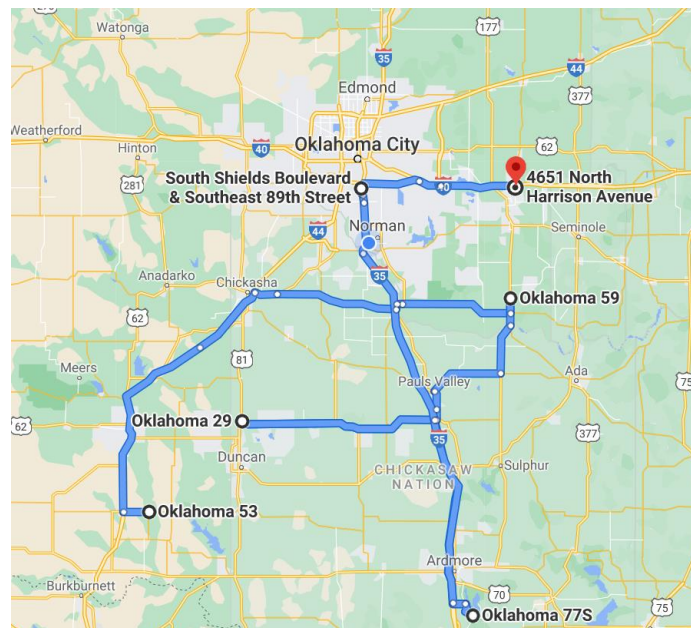 Watonga
177
35
44
377
Edmond
Weatherford
Hinton
40
Oklahoma City
62
281
South Shields Boulevard
& Southeast 89th Street
40
4651 North
Harrison Avenue
44
Norman
Seminole
Anadarko
Chickasha
35
Oklahoma 59
62
Meers
81
Pauls Valley
Ada
75
62
Oklahoma 29
35
377
Duncan
CHICKASAW
NATION
Sulphur
Oklahoma 53
Ardmore
Burkburnett
70
75
Oklahoma 77S